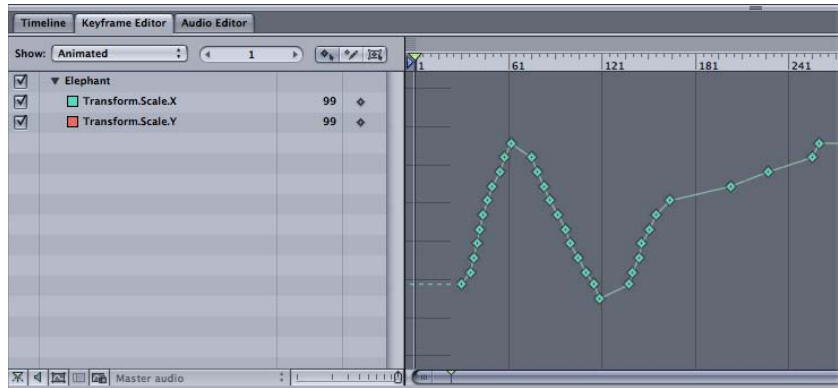 Timeline Keyframe Editor Audio Editor
Show: Animated 1
1 61 121 181 241
Elephant
Transform.Scale.X 99
Transform.Scale.Y 99
Master audio